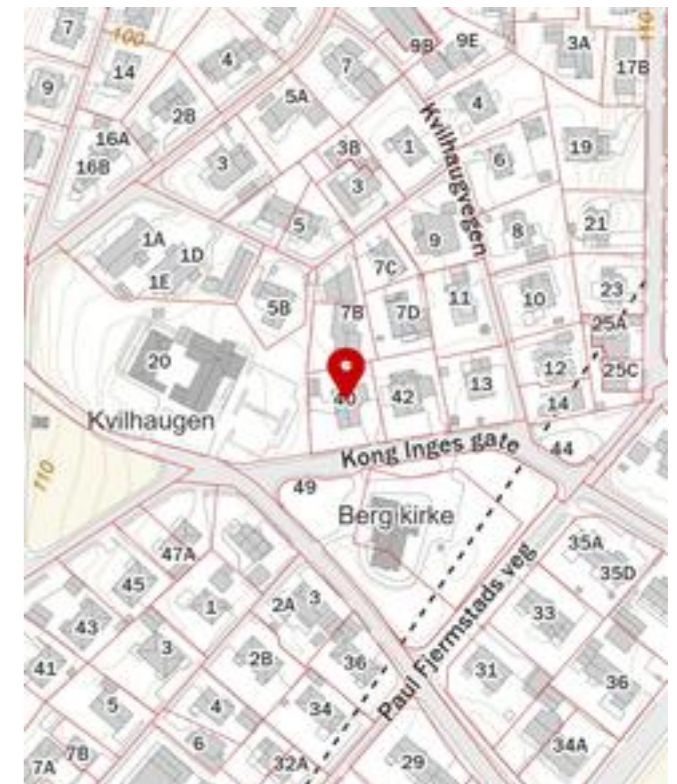 7
100
9B
9E
3A
110
17B
9
14
4
7
5A
4
2B
16A
3B
1
Kvilhaugvegen
6
19
16B
3
3
5
9
8
21
1A
1D
7C
1E
5B
7B
7D
11
10
23
25A
20
12
25C
40
42
13
14
Kvilhaugen
Kong Inges gate
44
110
49
Berg kirke
47A
35A
35D
45
1
2A
3
33
43
3
2B
36
Paul Fjermstads veg
41
31
36
5
4
34
7A
7B
6
32A
29
34A